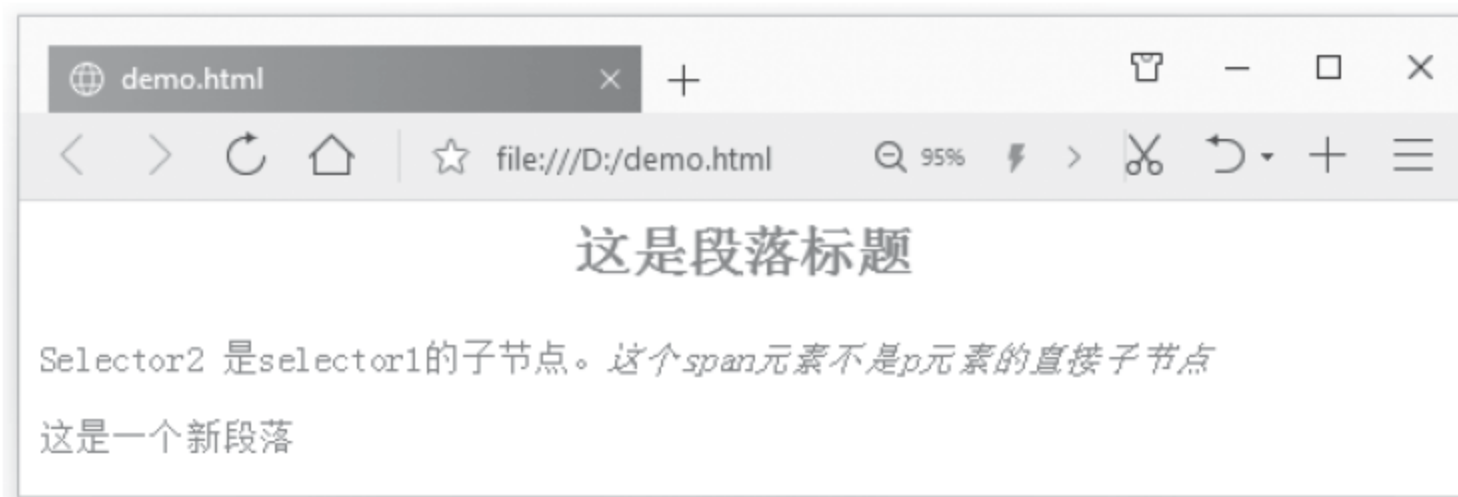 demo.html
file:///D:/demo.html 95%
这是段落标题
Selector2 是selector1的子节点。这个span元素不是p元素的直接子节点
这是一个新段落